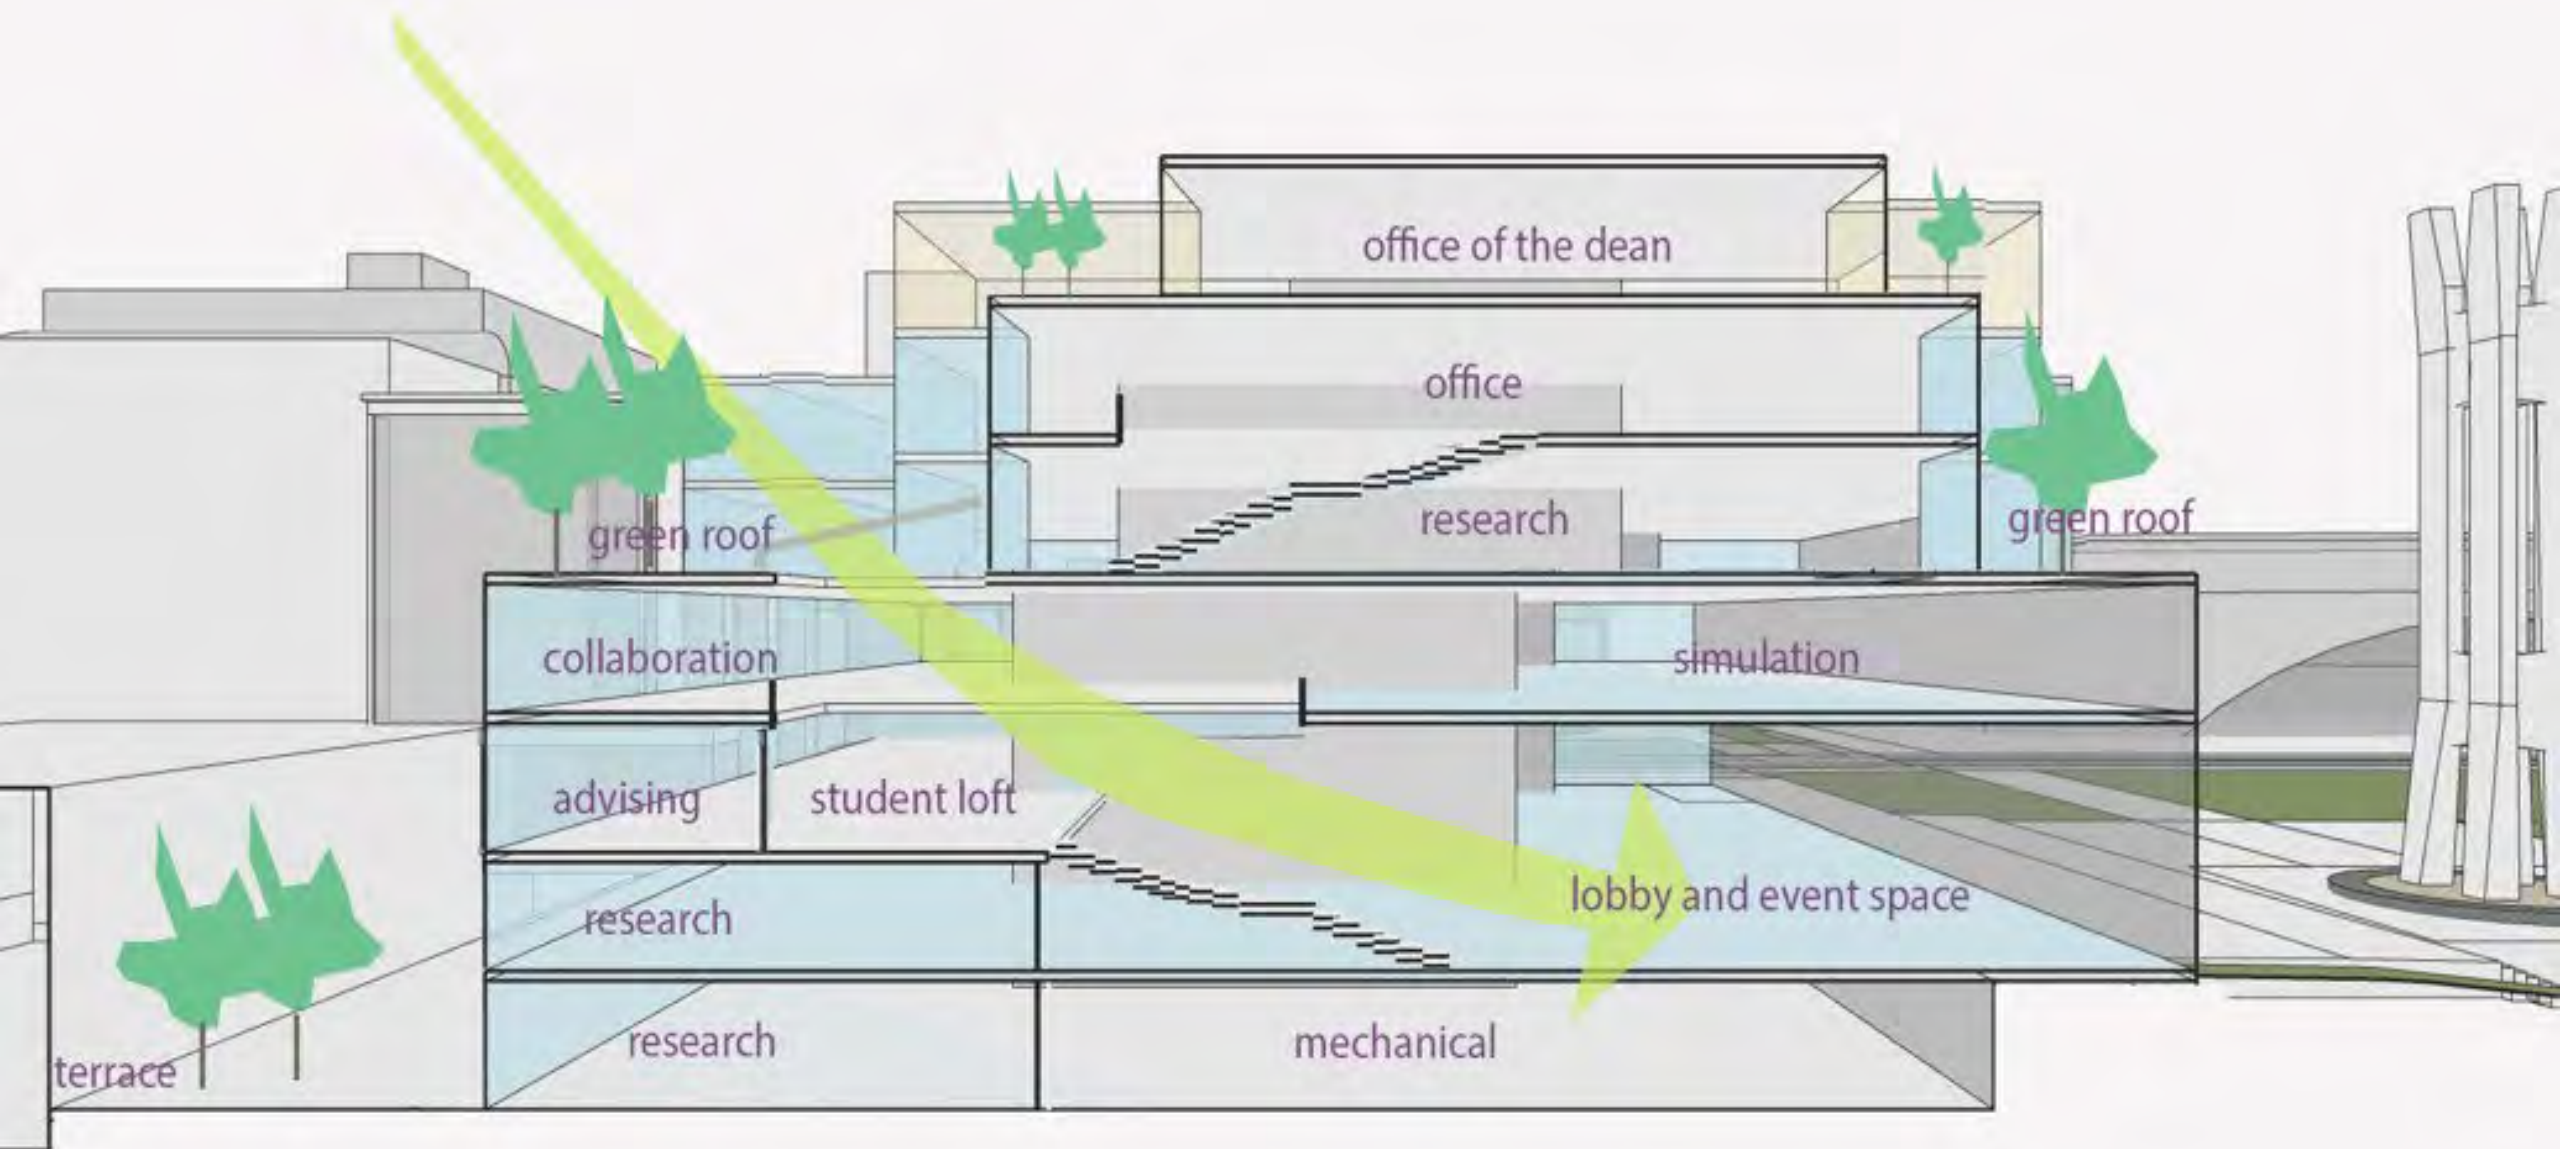 office of the dean
office
research
green roof
green roof
collaboration
simulation
advising
student loft
lobby and event space
research
research
mechanical
terrace